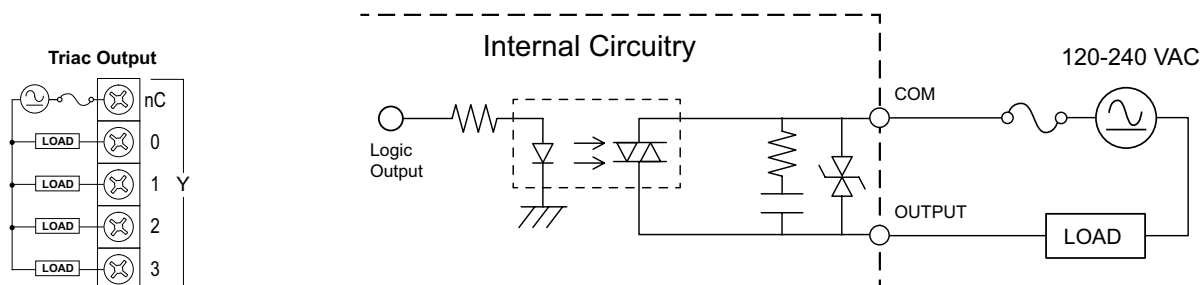 Triac Output
nC
LOAD 0
LOAD 1 Y
LOAD 2
LOAD 3
Internal Circuitry
120-240 VAC
COM
Logic
Output
OUTPUT
LOAD